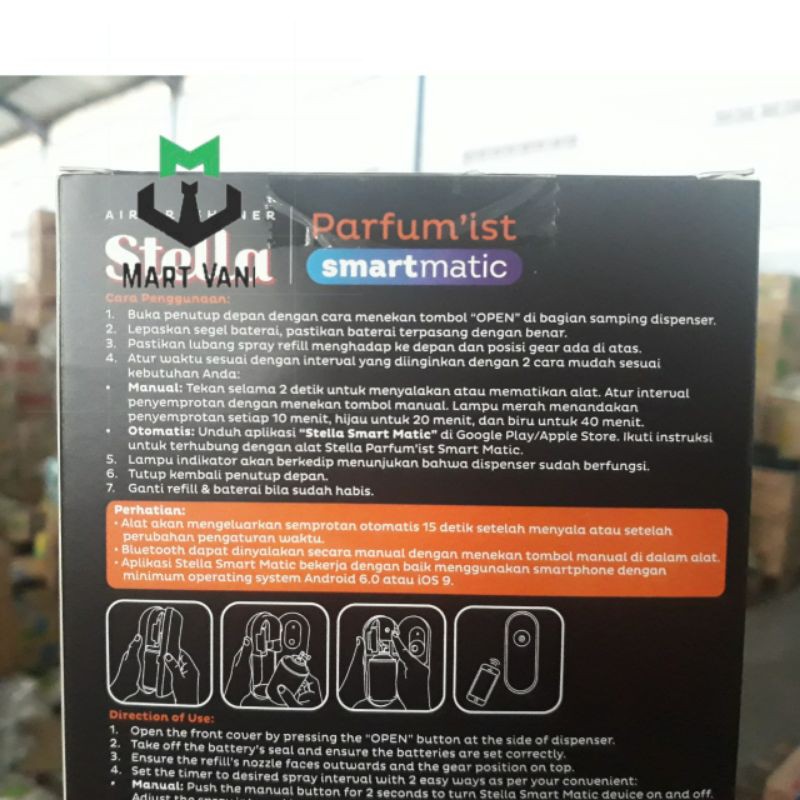 AIR FRESHENER
Stella
MART VANI
Parfum'ist
smartmatic
Cara Penggunaan:
1. Buka penutup depan dengan cara menekan tombol "OPEN" di bagian samping dispenser.
2. Lepaskan segel baterai, pastikan baterai terpasang dengan benar.
3. Pastikan lubang spray refill menghadap ke depan dan posisi gear ada di atas.
4. Atur waktu sesuai dengan interval yang diinginkan dengan 2 cara mudah sesuai
kebutuhan Anda:
• Manual: Tekan selama 2 detik untuk menyalakan atau mematikan alat. Atur interval
penyemprotan dengan menekan tombol manual. Lampu merah menandakan
penyemprotan setiap 10 menit, hijau untuk 20 menit, dan biru untuk 40 menit.
• Otomatis: Unduh aplikasi "Stella Smart Matic" di Google Play/Apple Store. Ikuti instruksi
untuk terhubung dengan alat Stella Parfum'ist Smart Matic.
5. Lampu indikator akan berkedip menunjukan bahwa dispenser sudah berfungsi.
6. Tutup kembali penutup depan.
7. Ganti refill & baterai bila sudah habis.
Perhatian:
• Alat akan mengeluarkan semprotan otomatis 15 detik setelah menyala atau setelah
perubahan pengaturan waktu.
• Bluetooth dapat dinyalakan secara manual dengan menekan tombol manual di dalam alat.
• Aplikasi Stella Smart Matic bekerja dengan baik menggunakan smartphone dengan
minimum operating system Android 6.0 atau iOS 9.
Direction of Use:
1. Open the front cover by pressing the "OPEN" button at the side of dispenser.
2. Take off the battery's seal and ensure the batteries are set correctly.
3. Ensure the refill's nozzle faces outwards and the gear position on top.
4. Set the timer to desired spray interval with 2 easy ways as per your convenient:
• Manual: Push the manual button for 2 seconds to turn Stella Smart Matic device on and off.
Adjust the spray